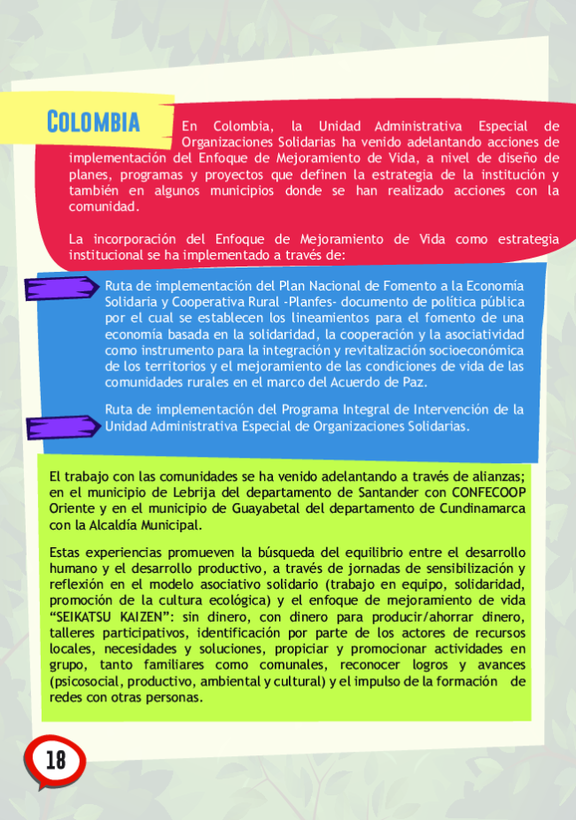 COLOMBIA
En Colombia, la Unidad Administrativa Especial de
Organizaciones Solidarias ha venido adelantando acciones de
implementación del Enfoque de Mejoramiento de Vida, a nivel de diseño de
planes, programas y proyectos que definen la estrategia de la institución y
también en algunos municipios donde se han realizado acciones con la
comunidad.
La incorporación del Enfoque de Mejoramiento de Vida como estrategia
institucional se ha implementado a través de:
Ruta de implementación del Plan Nacional de Fomento a la Economía
Solidaria y Cooperativa Rural -Planfes- documento de política pública
por el cual se establecen los lineamientos para el fomento de una
economía basada en la solidaridad, la cooperación y la asociatividad
como instrumento para la integración y revitalización socioeconómica
de los territorios y el mejoramiento de las condiciones de vida de las
comunidades rurales en el marco del Acuerdo de Paz.
Ruta de implementación del Programa Integral de Intervención de la
Unidad Administrativa Especial de Organizaciones Solidarias.
El trabajo con las comunidades se ha venido adelantando a través de alianzas;
en el municipio de Lebrija del departamento de Santander con CONFECOOP
Oriente y en el municipio de Guayabetal del departamento de Cundinamarca
con la Alcaldía Municipal.
Estas experiencias promueven la búsqueda del equilibrio entre el desarrollo
humano y el desarrollo productivo, a través de jornadas de sensibilización y
reflexión en el modelo asociativo solidario (trabajo en equipo, solidaridad,
promoción de la cultura ecológica) y el enfoque de mejoramiento de vida
“SEIKATSU KAIZEN”: sin dinero, con dinero para producir/ahorrar dinero,
talleres participativos, identificación por parte de los actores de recursos
locales, necesidades y soluciones, propiciar y promocionar actividades en
grupo, tanto familiares como comunales, reconocer logros y avances
(psicosocial, productivo, ambiental y cultural) y el impulso de la formación de
redes con otras personas.
18